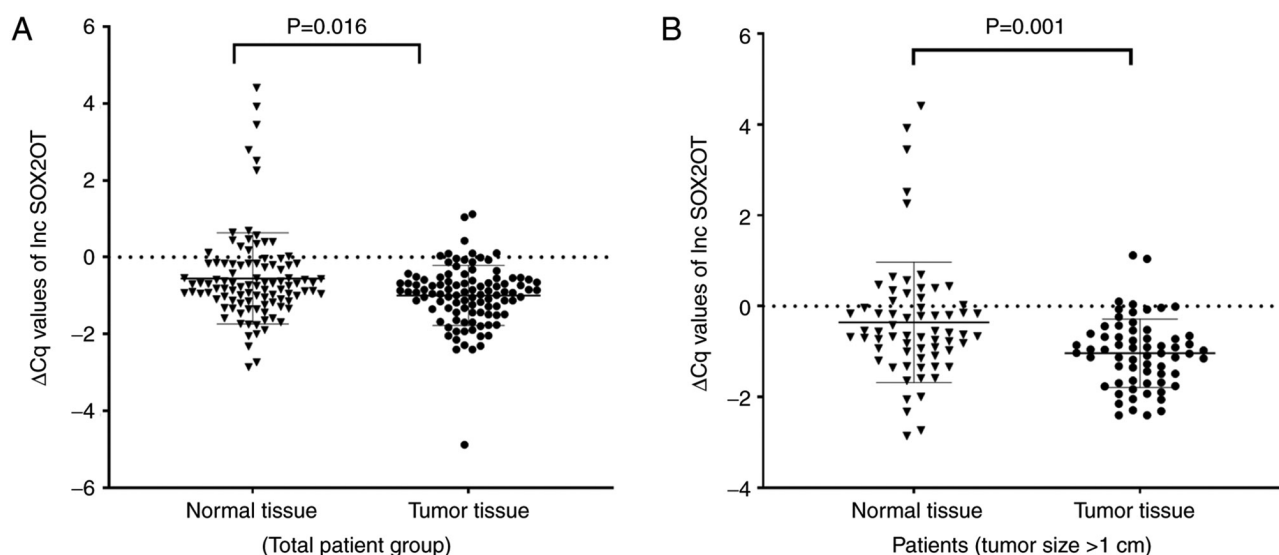 A
P=0.016
6
4
2
0
−2
−4
−6
ΔCq values of lnc SOX2OT
Normal tissue
Tumor tissue
(Total patient group)
B
P=0.001
6
4
2
0
−2
−4
ΔCq values of lnc SOX2OT
Normal tissue
Tumor tissue
Patients (tumor size >1 cm)